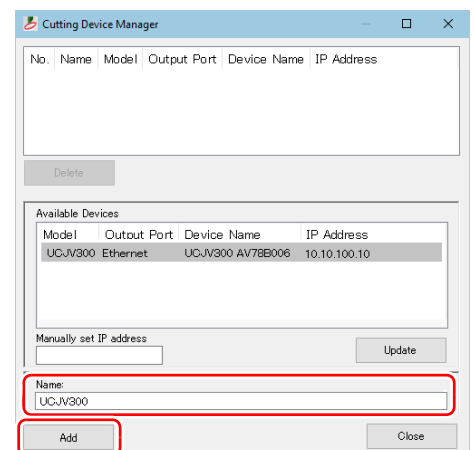 Cutting Device Manager
No. Name Model Output Port Device Name IP Address
Delete
Available Devices
Model Output Port Device Name IP Address
UCJV300 Ethernet UCJV300 AV78B006 10.10.100.10
Manually set IP address
Update
Name:
UCJV300
Add Close